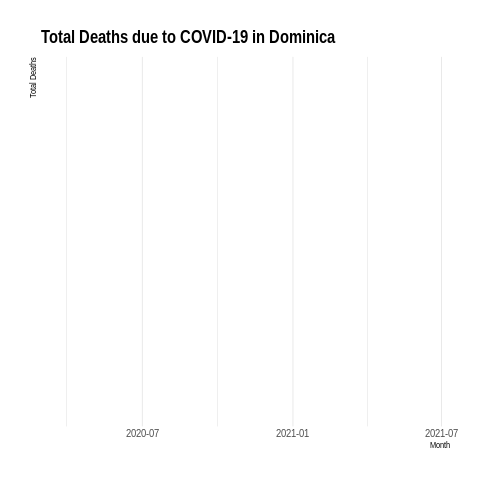 Total Deaths due to COVID-19 in Dominica
Total Deaths
2020-07 2021-01 2021-07
Month